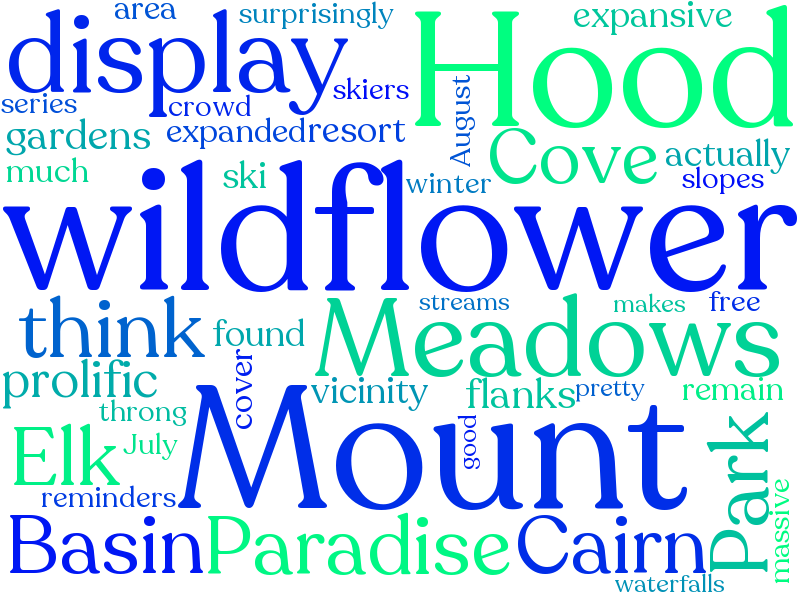 area
surprisingly
expansive
display
Hood
skiers
series
crowd
August
gardens
expanded
resort
Cove
actually
much
ski
winter
slopes
wildflower
think
found
streams
makes
free
Meadows
prolific
cover
vicinity
flanks
pretty
remain
throng
Mount
Elk
July
good
Park
reminders
massive
Basin
Paradise
Cairn
waterfalls